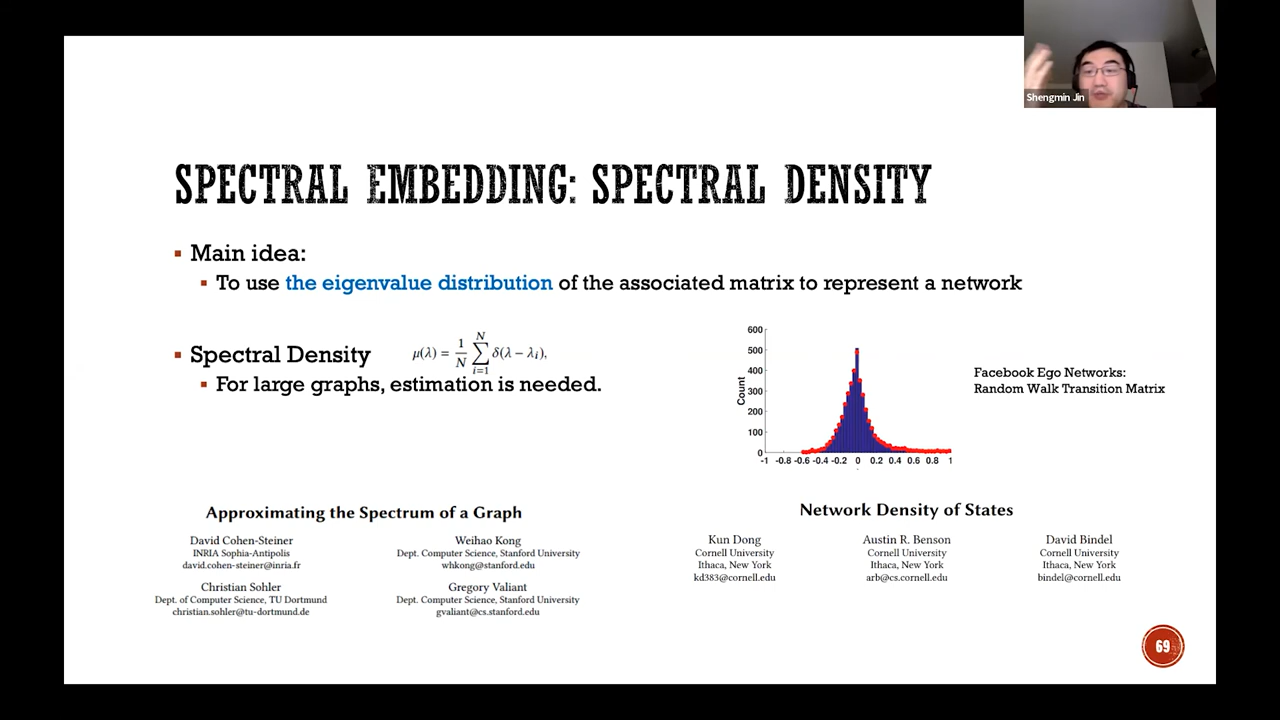 Shengmin Jin
SPECTRAL EMBEDDING: SPECTRAL DENSITY
▪ Main idea:
▪ To use the eigenvalue distribution of the associated matrix to represent a network
▪ Spectral Density
μ(λ) = 1/N ∑_{i=1}^{N} δ(λ − λ_i),
▪ For large graphs, estimation is needed.
600
500
400
300
200
100
0
Count
-1 -0.8 -0.6 -0.4 -0.2 0 0.2 0.4 0.6 0.8 1
Facebook Ego Networks:
Random Walk Transition Matrix
Approximating the Spectrum of a Graph
David Cohen-Steiner
INRIA Sophia-Antipolis
david.cohen-steiner@inria.fr
Weihao Kong
Dept. Computer Science, Stanford University
whkong@stanford.edu
Christian Sohler
Dept. of Computer Science, TU Dortmund
christian.sohler@tu-dortmund.de
Gregory Valiant
Dept. Computer Science, Stanford University
gvaliant@cs.stanford.edu
Network Density of States
Kun Dong
Cornell University
Ithaca, New York
kd383@cornell.edu
Austin R. Benson
Cornell University
Ithaca, New York
arb@cs.cornell.edu
David Bindel
Cornell University
Ithaca, New York
bindel@cornell.edu
69